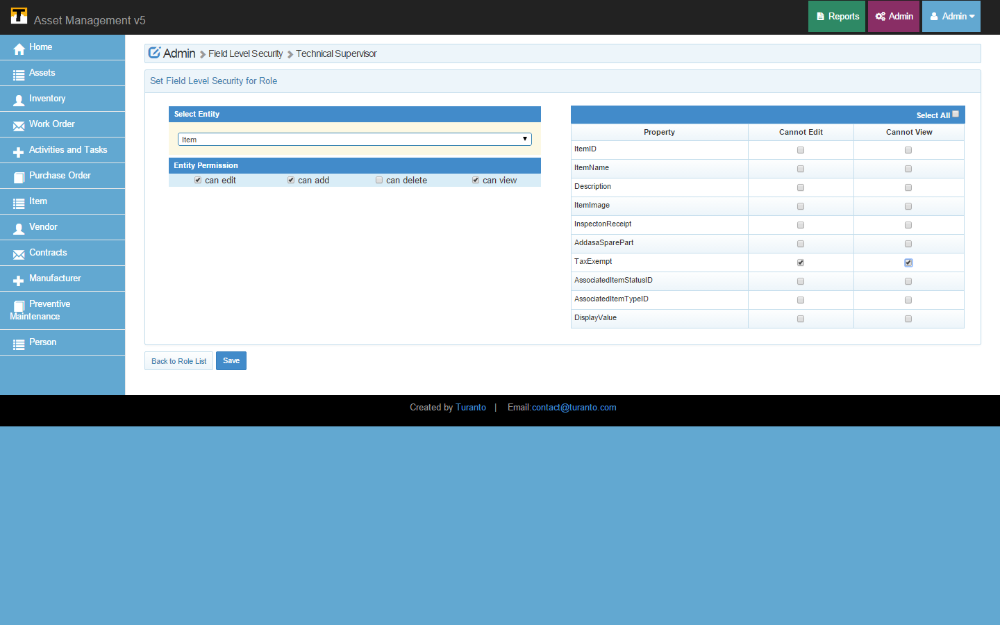 T Asset Management v5
Reports Admin Admin
Home
Assets
Inventory
Work Order
Activities and Tasks
Purchase Order
Item
Vendor
Contracts
Manufacturer
Preventive
Maintenance
Person
Admin Field Level Security Technical Supervisor
Set Field Level Security for Role
Select Entity
Item
Entity Permission
can edit can add can delete can view
Select All
Property Cannot Edit Cannot View
ItemID
ItemName
Description
ItemImage
InspectonReceipt
AddasaSparePart
TaxExempt
AssociatedItemStatusID
AssociatedItemTypeID
DisplayValue
Back to Role List Save
Created by Turanto | Email:contact@turanto.com